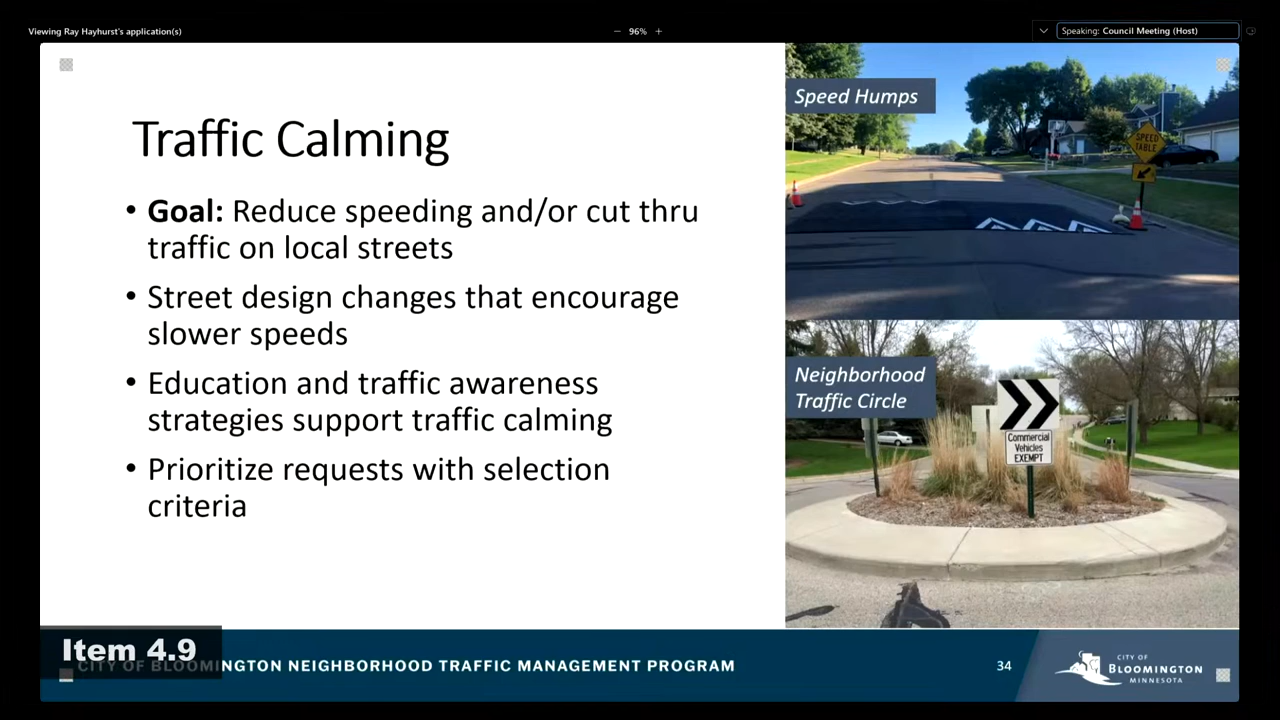 Viewing Ray Hayhurst's application(s)
96%
Speaking: Council Meeting (Host)
Traffic Calming
• Goal: Reduce speeding and/or cut thru
traffic on local streets
• Street design changes that encourage
slower speeds
• Education and traffic awareness
strategies support traffic calming
• Prioritize requests with selection
criteria
Speed Humps
SPEED
TABLE
Neighborhood
Traffic Circle
Commercial
Vehicles
EXEMPT
Item 4.9
CITY OF BLOOMINGTON NEIGHBORHOOD TRAFFIC MANAGEMENT PROGRAM
34
CITY OF
BLOOMINGTON
MINNESOTA